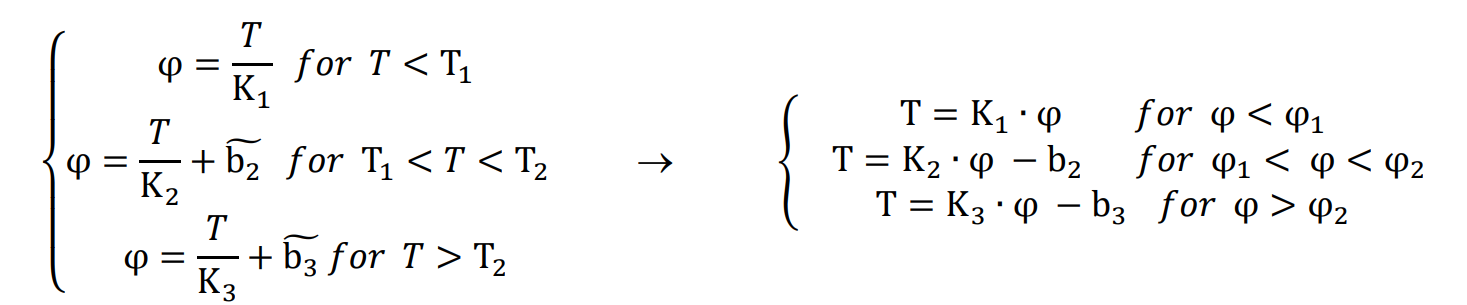 φ = T/K₁ for T < T₁
φ = T/K₂ + b̃₂ for T₁ < T < T₂
φ = T/K₃ + b̃₃ for T > T₂
→
T = K₁ · φ for φ < φ₁
T = K₂ · φ − b₂ for φ₁ < φ < φ₂
T = K₃ · φ − b₃ for φ > φ₂